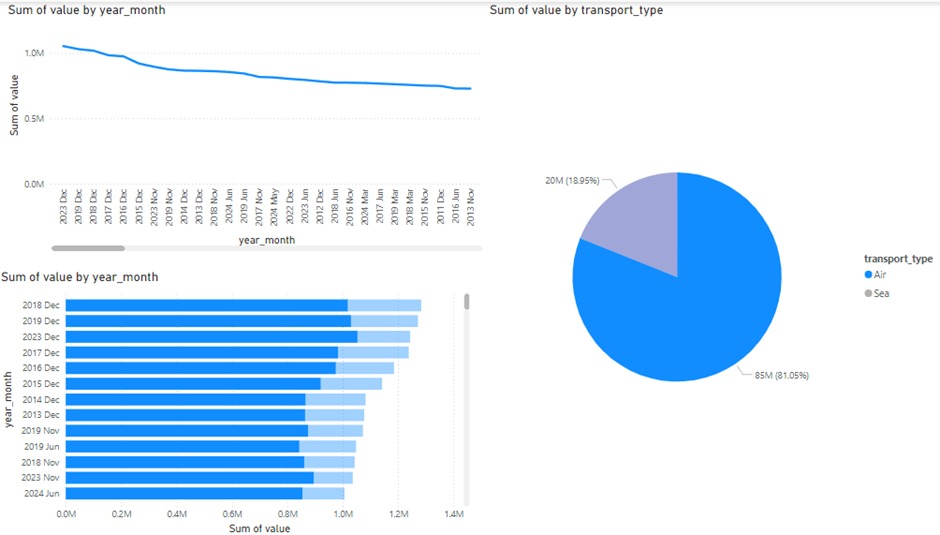 Sum of value by year_month
Sum of value
1.0M
0.5M
0.0M
2023 Dec
2019 Dec
2018 Dec
2017 Dec
2016 Dec
2015 Dec
2023 Nov
2019 Nov
2014 Dec
2013 Dec
2018 Nov
2024 Jun
2019 Jun
2017 Nov
2024 May
2022 Dec
2023 Jun
2012 Dec
2018 Jun
2016 Nov
2024 Mar
2017 Jun
2019 Mar
2018 Mar
2015 Nov
2011 Dec
2016 Jun
2013 Nov
year_month
Sum of value by transport_type
20M (18.95%)
85M (81.05%)
transport_type
Air
Sea
Sum of value by year_month
year_month
2018 Dec
2019 Dec
2023 Dec
2017 Dec
2016 Dec
2015 Dec
2014 Dec
2013 Dec
2019 Nov
2019 Jun
2018 Nov
2023 Nov
2024 Jun
0.0M 0.2M 0.4M 0.6M 0.8M 1.0M 1.2M 1.4M
Sum of value